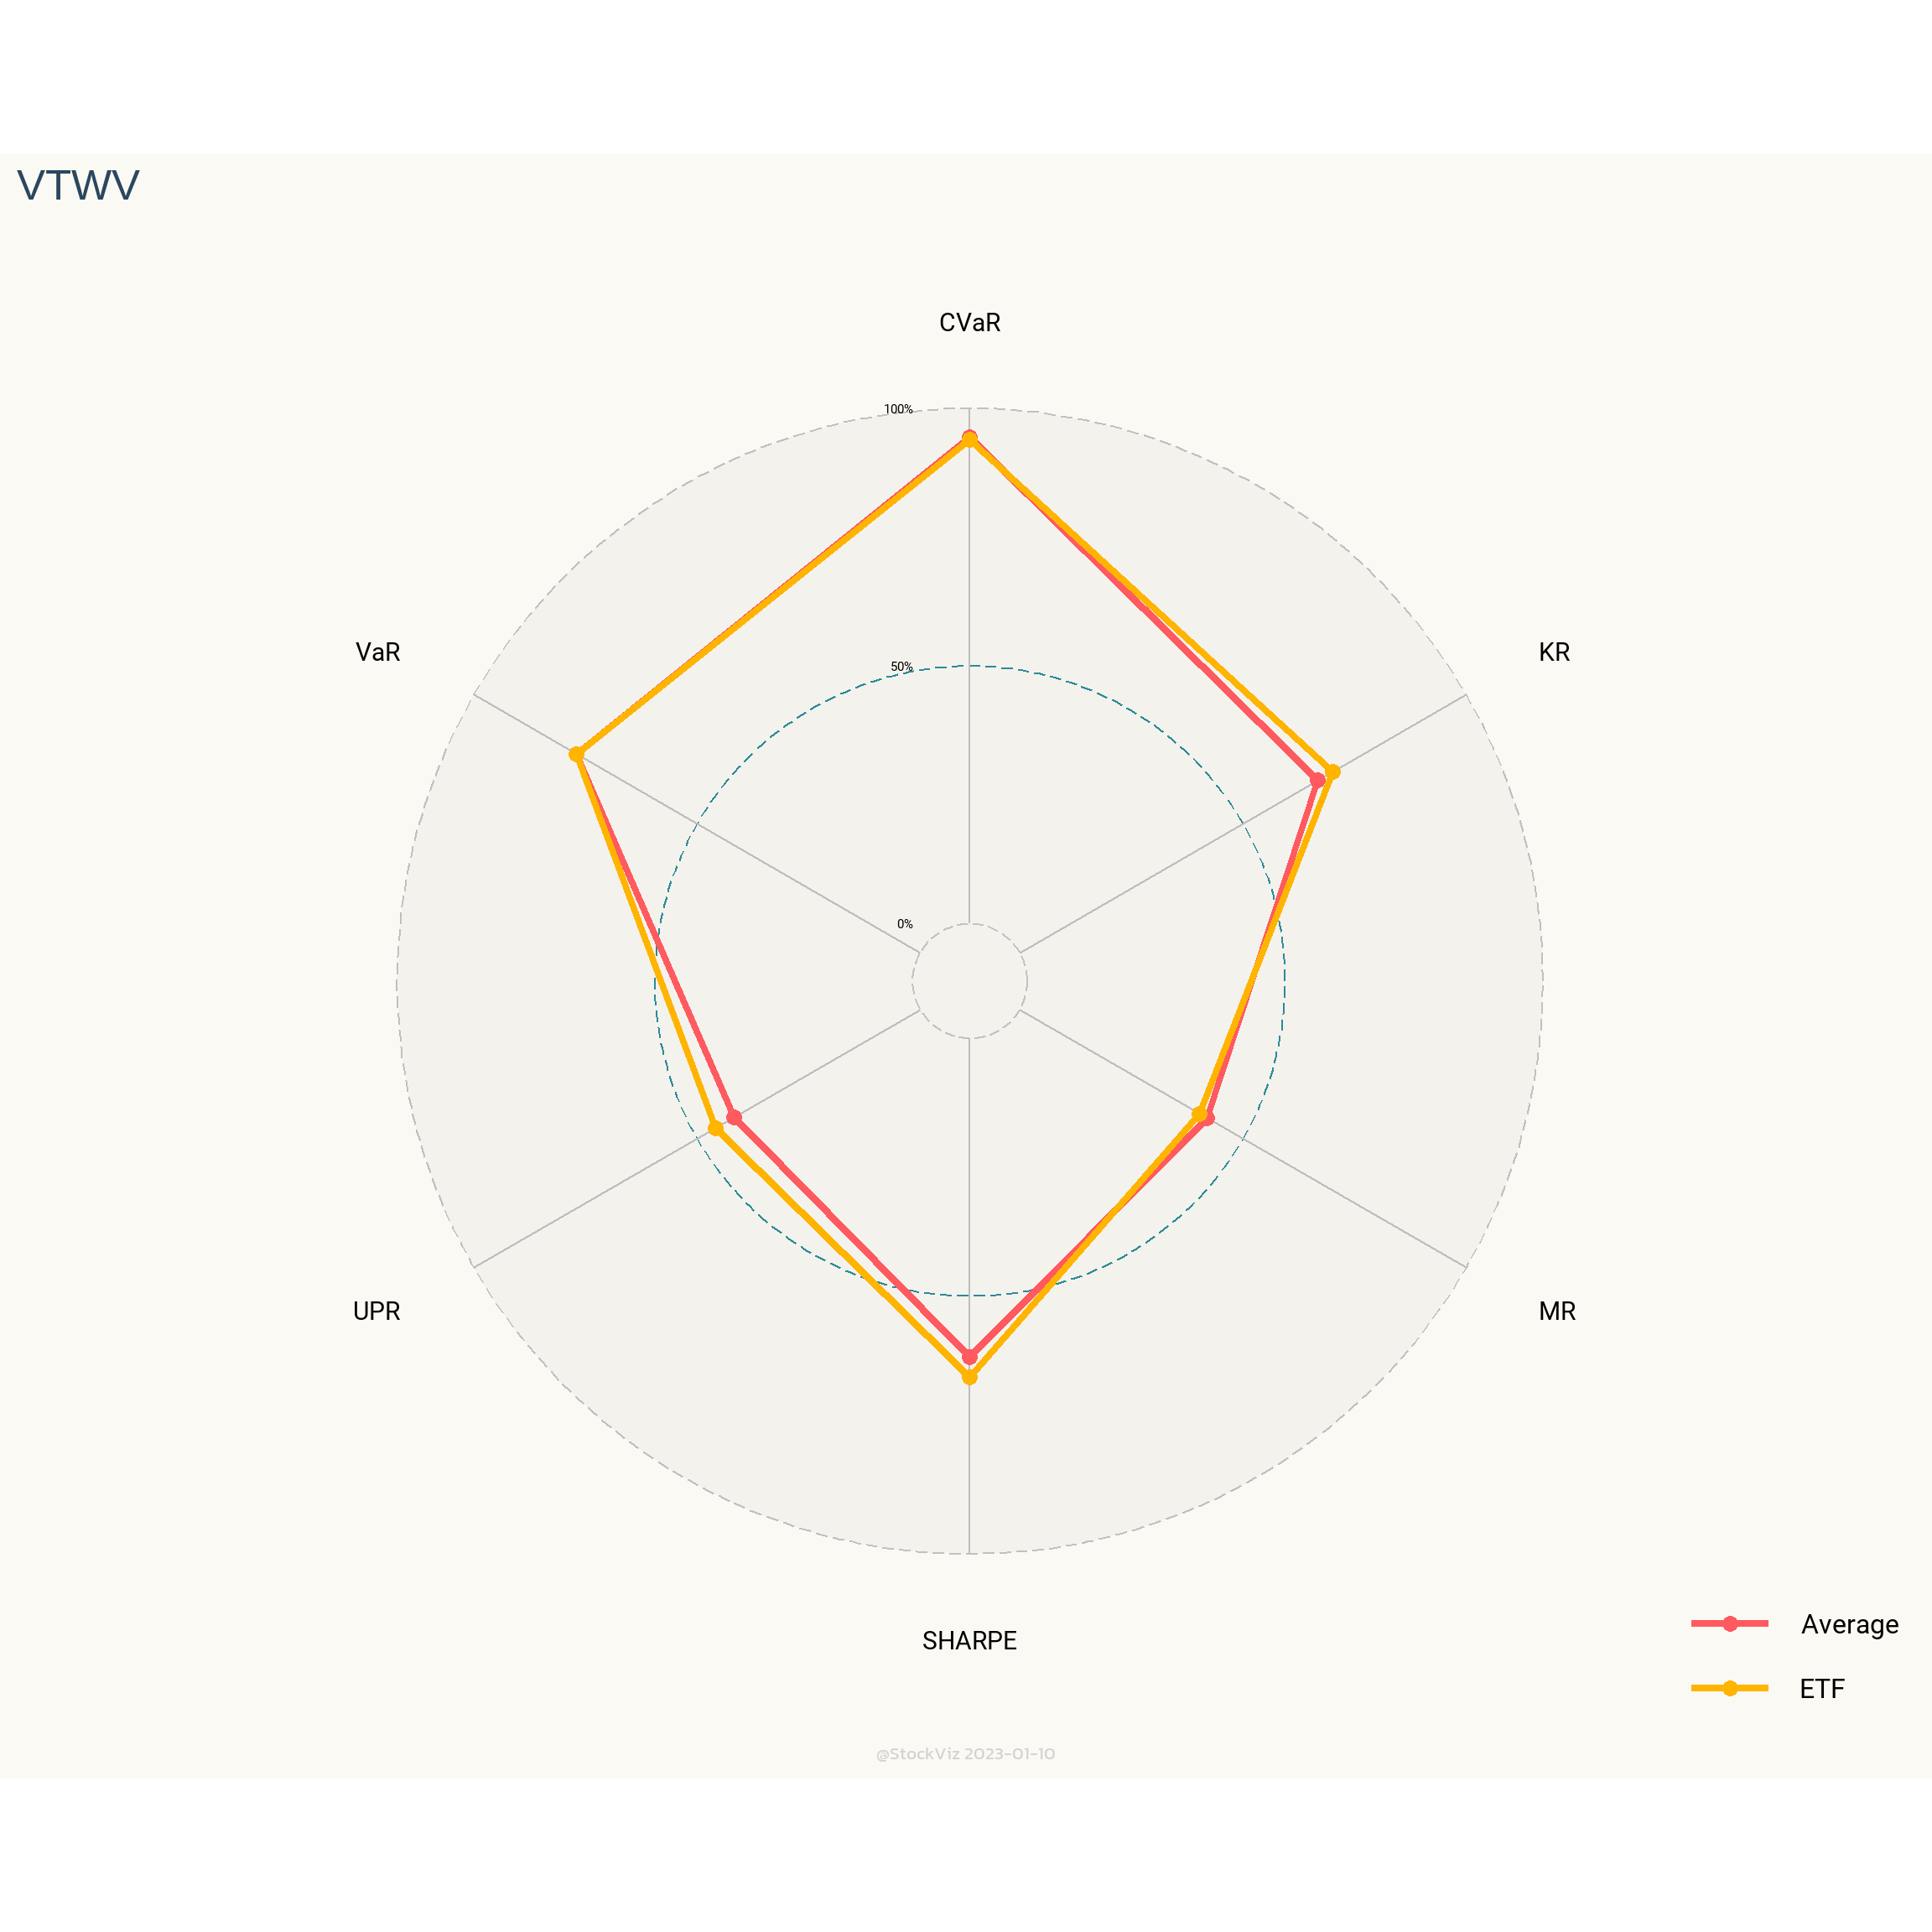 VTWV
CVaR
100%
VaR
KR
50%
0%
UPR
MR
SHARPE
Average
ETF
@StockViz 2023-01-10